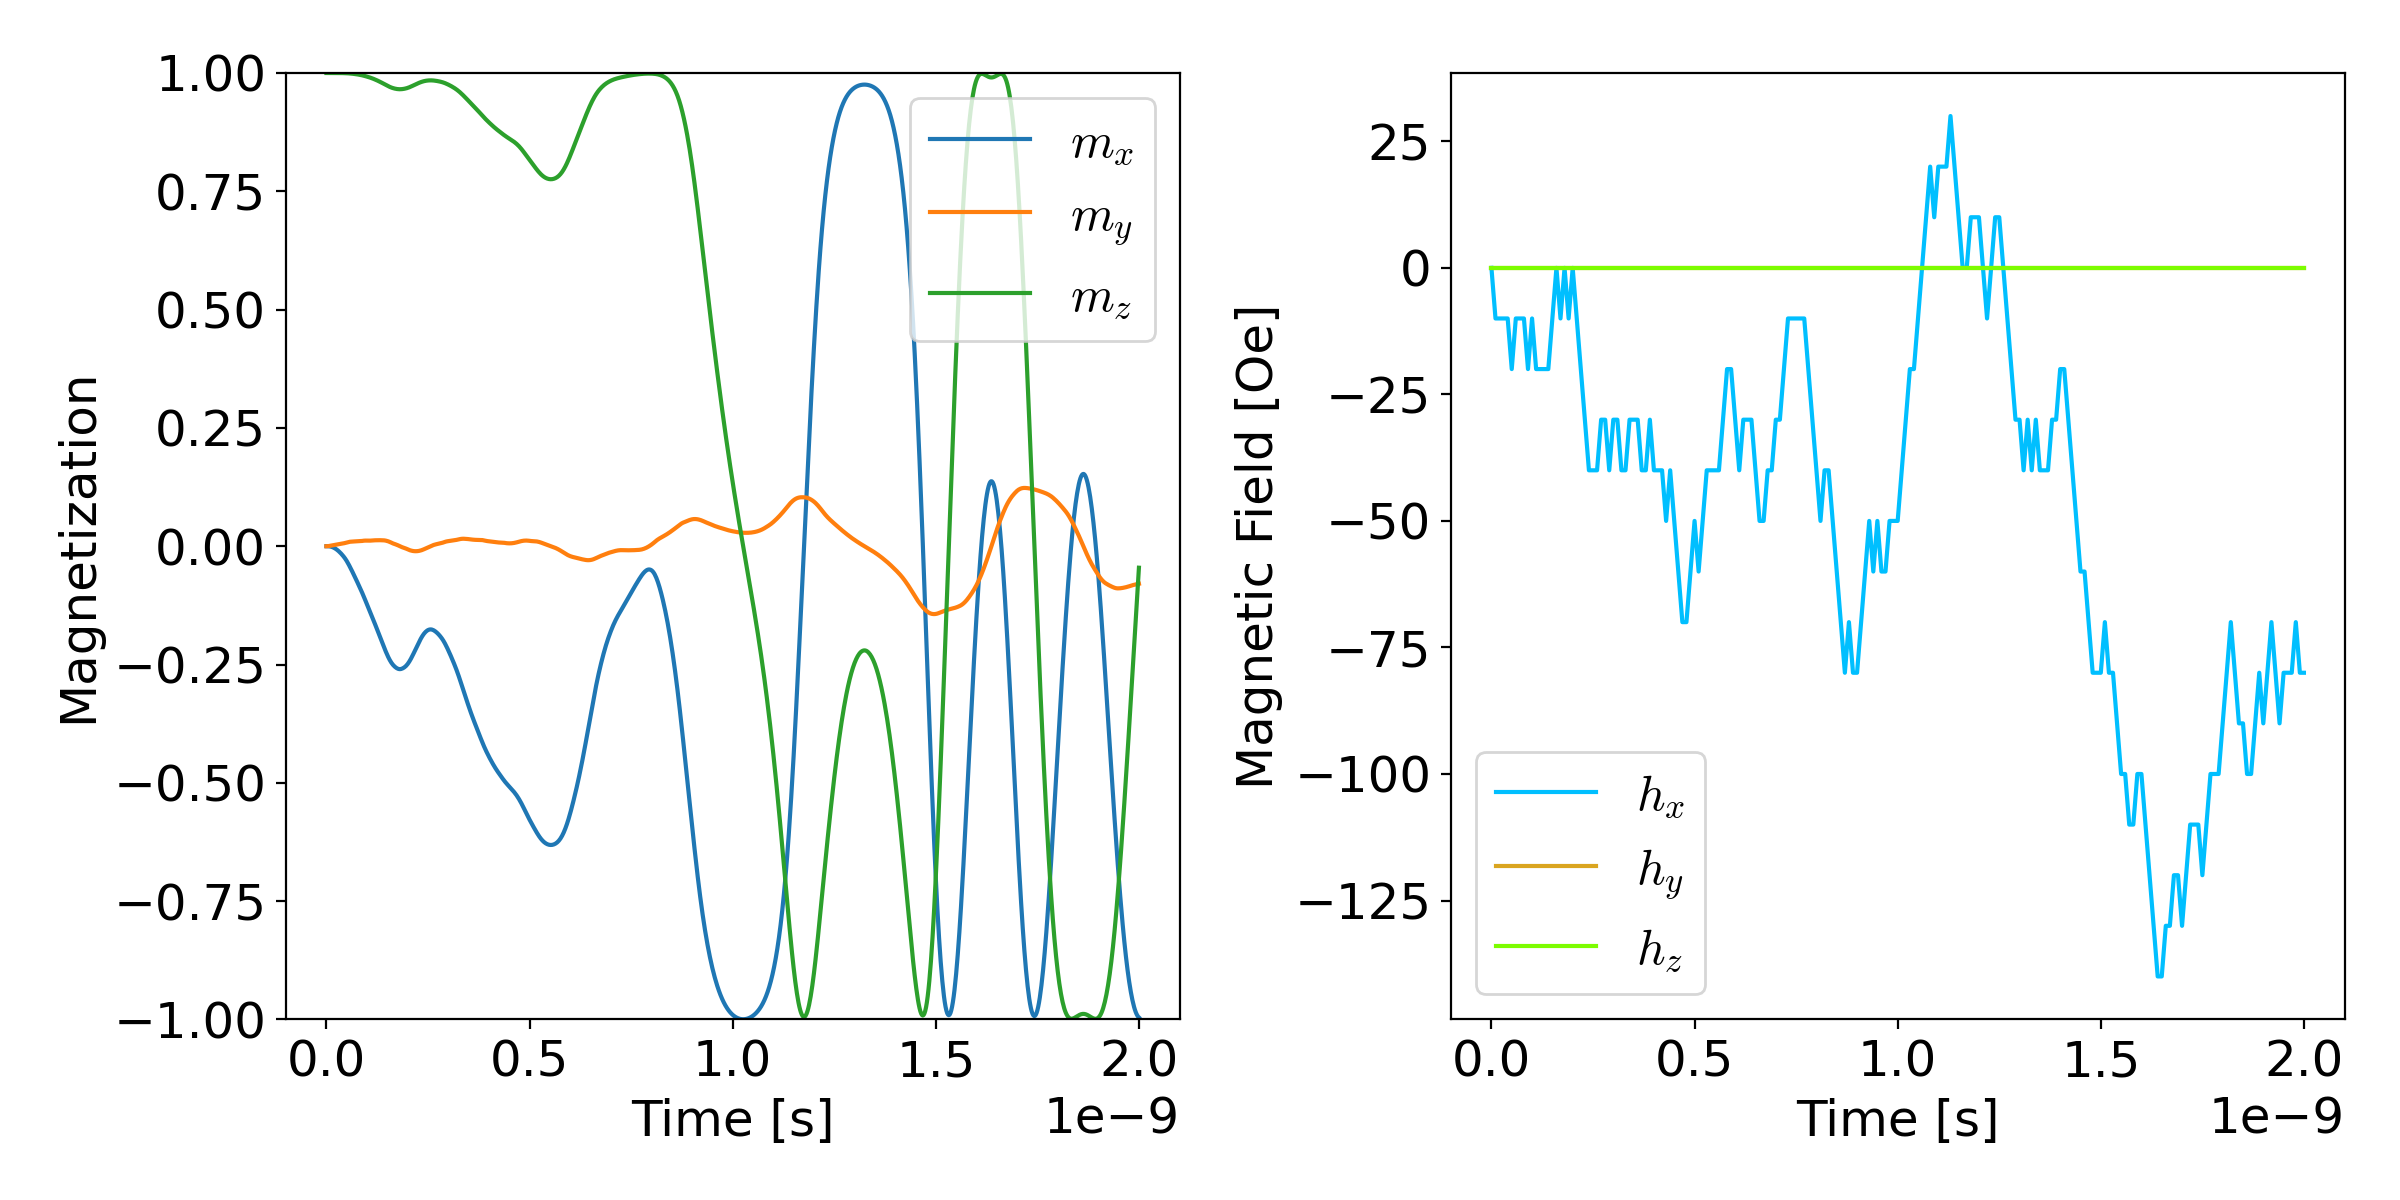 1.00
0.75
0.50
0.25
0.00
−0.25
−0.50
−0.75
−1.00
Magnetization
0.0 0.5 1.0 1.5 2.0
Time [s]
1e−9
m_x
m_y
m_z
25
0
−25
−50
−75
−100
−125
Magnetic Field [Oe]
0.0 0.5 1.0 1.5 2.0
Time [s]
1e−9
h_x
h_y
h_z